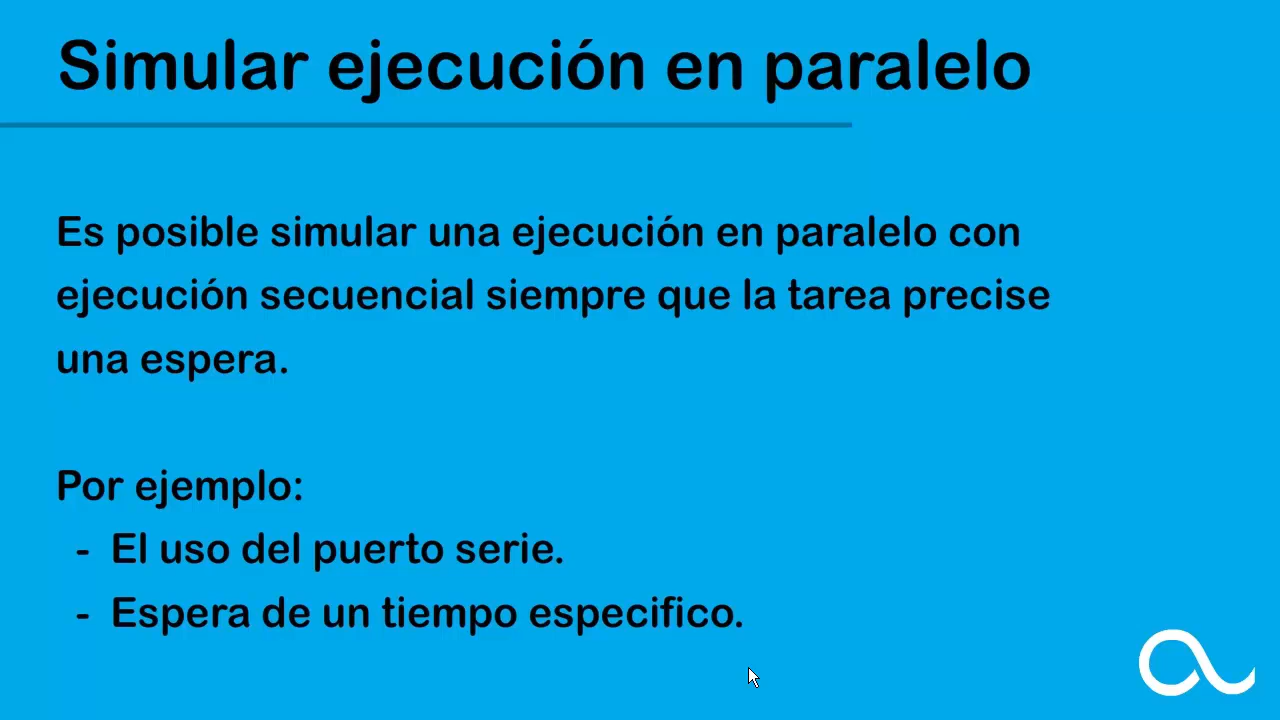 Simular ejecución en paralelo
Es posible simular una ejecución en paralelo con
ejecución secuencial siempre que la tarea precise
una espera.
Por ejemplo:
- El uso del puerto serie.
- Espera de un tiempo especifico.